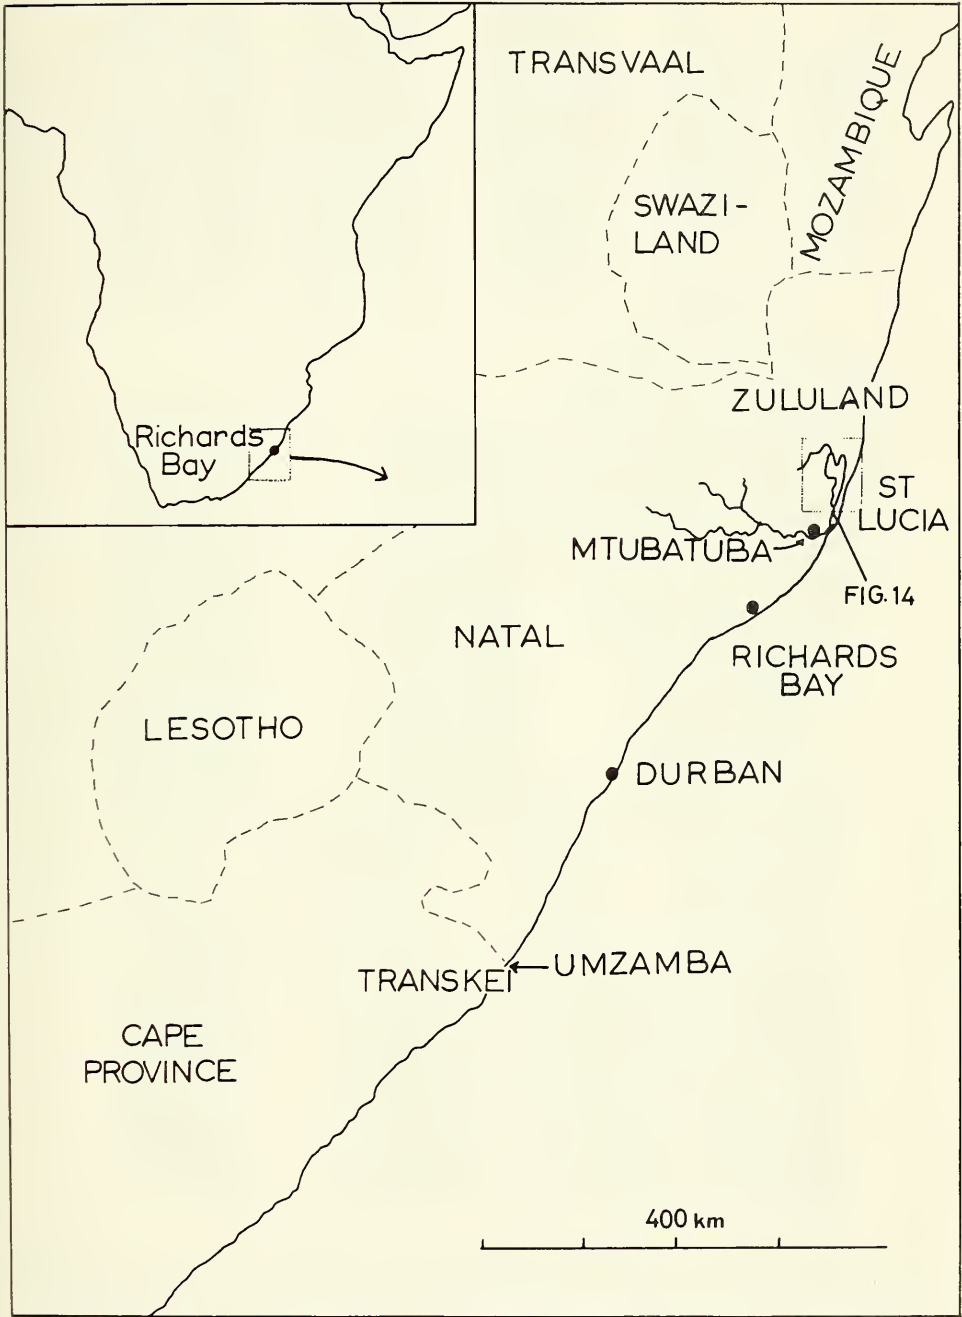 TRANSVAAL
MOZAMBIQUE
SWAZI-
LAND
Richards
Bay
ZULULAND
ST
LUCIA
MTUBATUBA
FIG. 14
NATAL
RICHARDS
BAY
LESOTHO
DURBAN
UMZAMBA
TRANSKEI
CAPE
PROVINCE
400 km